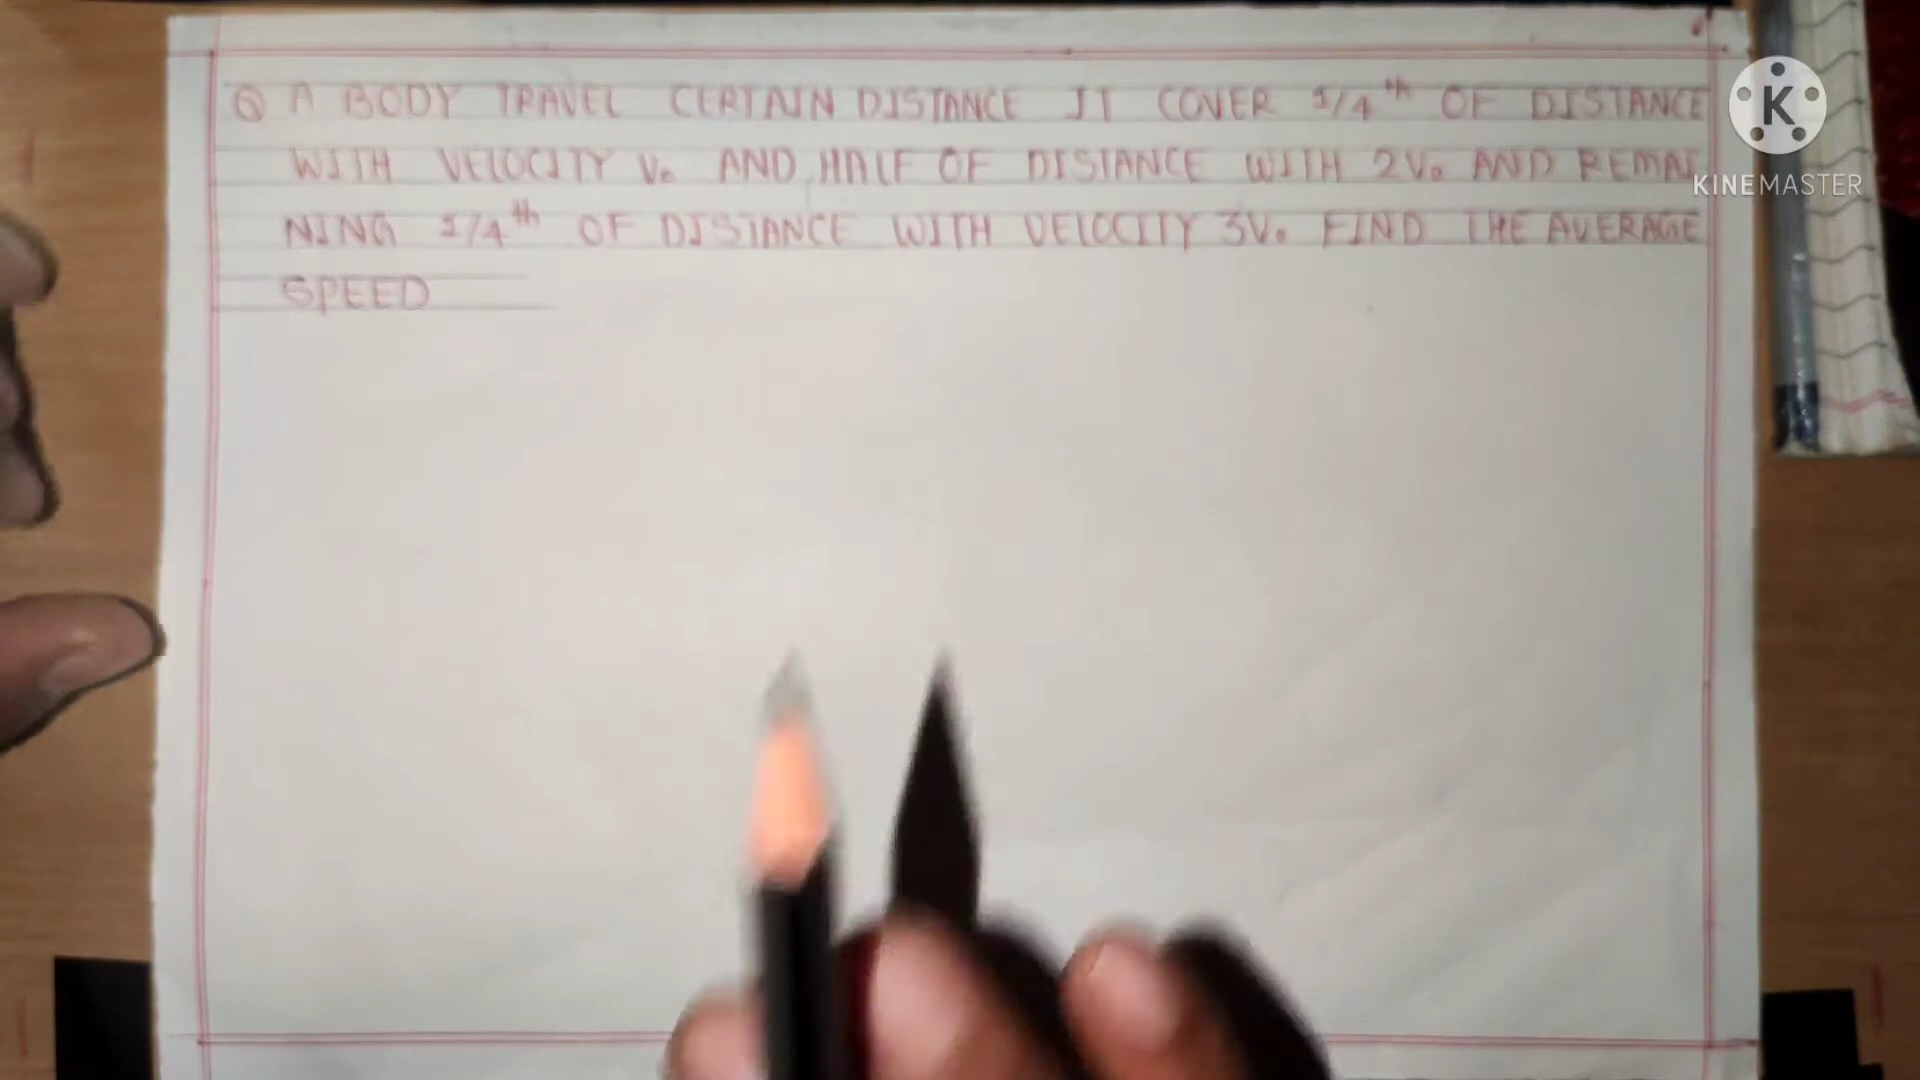 Q A BODY TRAVEL CERTAIN DISTANCE IT COVER 1/4th OF DISTANCE
WITH VELOCITY V₀ AND HALF OF DISTANCE WITH 2V₀ AND REMAI
NING 1/4th OF DISTANCE WITH VELOCITY 3V₀ FIND THE AVERAGE
SPEED
K
KINEMASTER